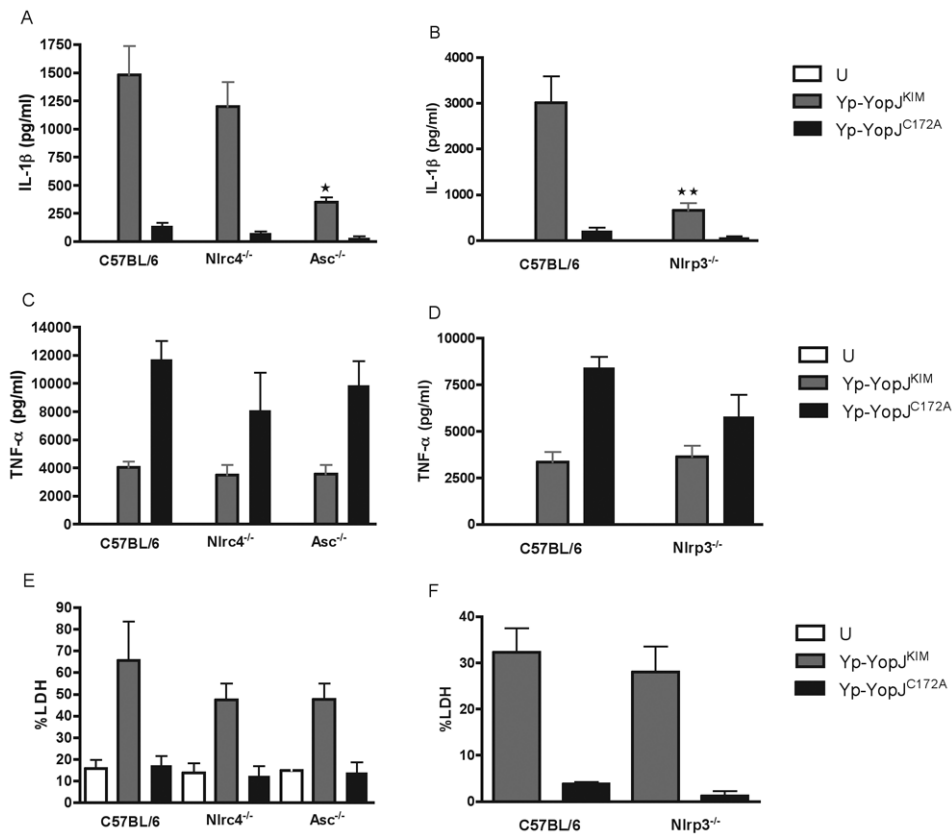 A
IL-1β (pg/ml)
1750
1500
1250
1000
750
500
250
0
★
C57BL/6 Nlrc4-/- Asc-/-
B
IL-1β (pg/ml)
4000
3000
2000
1000
0
★★
C57BL/6 Nlrp3-/-
U
Yp-YopJKIM
Yp-YopJC172A
C
TNF-α (pg/ml)
14000
12000
10000
8000
6000
4000
2000
0
C57BL/6 Nlrc4-/- Asc-/-
D
TNF-α (pg/ml)
10000
7500
5000
2500
0
C57BL/6 Nlrp3-/-
U
Yp-YopJKIM
Yp-YopJC172A
E
%LDH
90
80
70
60
50
40
30
20
10
0
C57BL/6 Nlrc4-/- Asc-/-
F
%LDH
40
30
20
10
0
C57BL/6 Nlrp3-/-
U
Yp-YopJKIM
Yp-YopJC172A